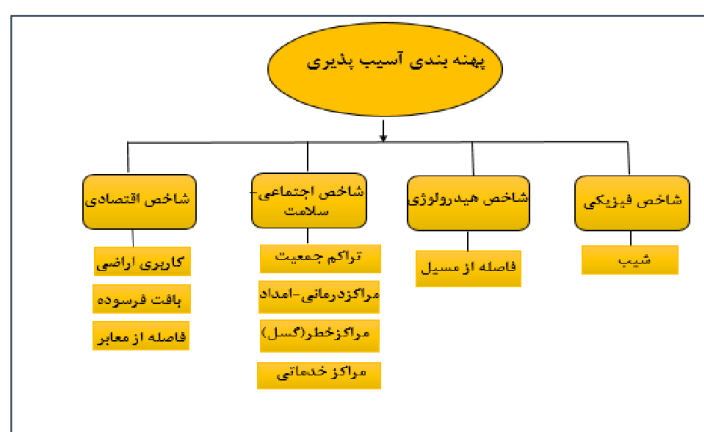 پهنه بندی آسیب پذیری
شاخص فیزیکی
شیب
شاخص هیدرولوژی
فاصله از مسیل
شاخص اجتماعی-
سلامت
تراکم جمعیت
مراکزدرمانی-امداد
مراکزخطر(گسل)
مراکز خدماتی
شاخص اقتصادی
کاربری اراضی
بافت فرسوده
فاصله از معابر